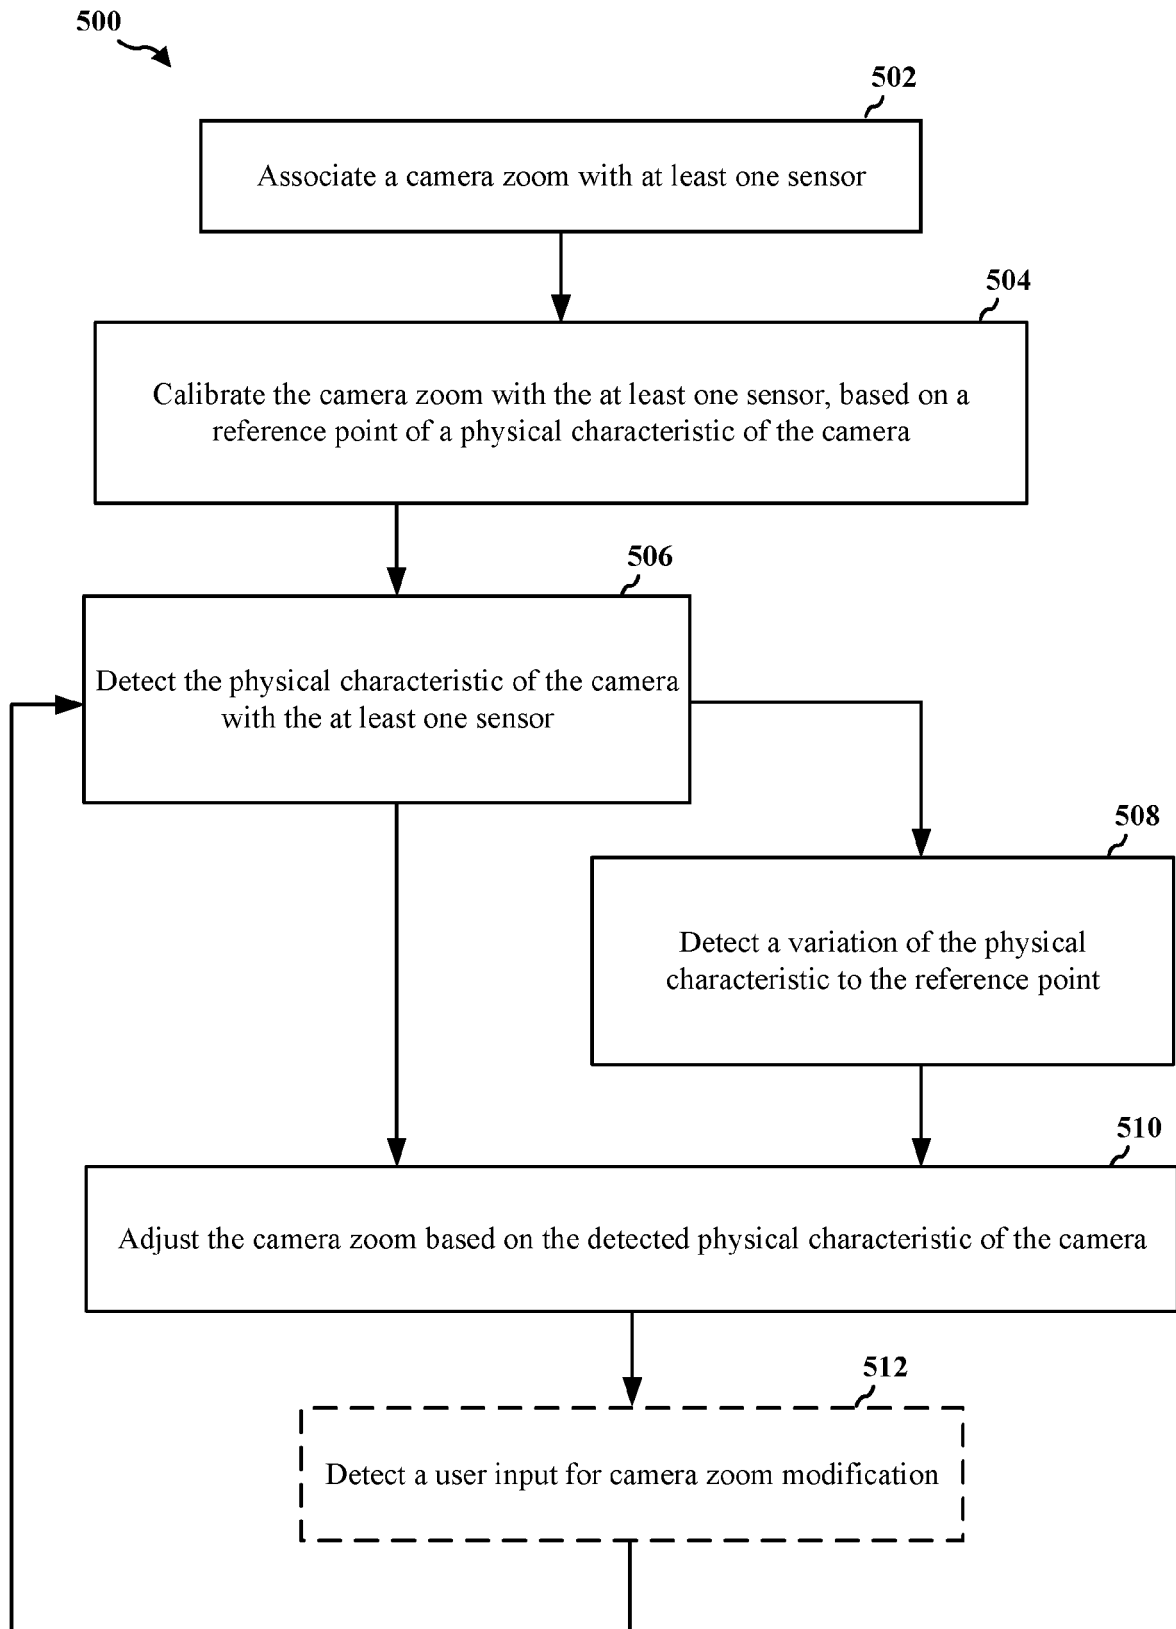 500
502
Associate a camera zoom with at least one sensor
504
Calibrate the camera zoom with the at least one sensor, based on a
reference point of a physical characteristic of the camera
506
Detect the physical characteristic of the camera
with the at least one sensor
508
Detect a variation of the physical
characteristic to the reference point
510
Adjust the camera zoom based on the detected physical characteristic of the camera
512
Detect a user input for camera zoom modification